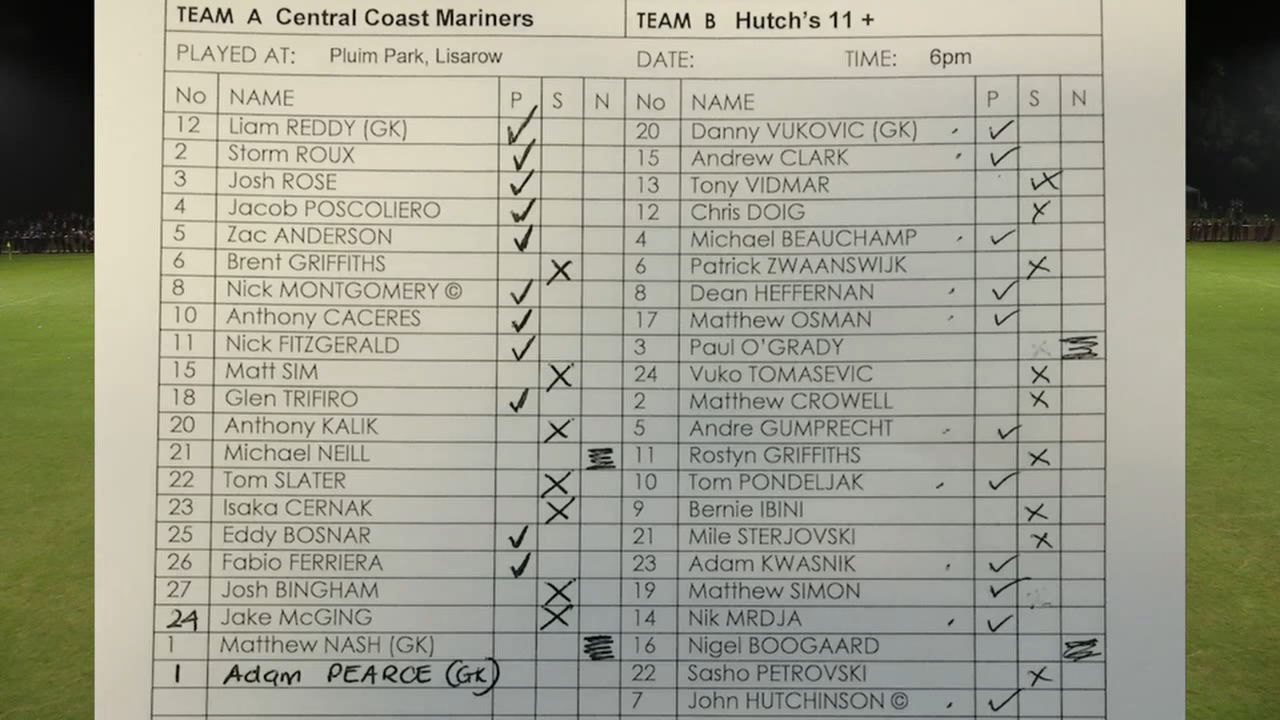 TEAM A Central Coast Mariners TEAM B Hutch's 11 +
PLAYED AT: Pluim Park, Lisarow DATE: TIME: 6pm
No NAME P S N No NAME P S N
12 Liam REDDY (GK) ✓ 20 Danny VUKOVIC (GK) ✓
2 Storm ROUX ✓ 15 Andrew CLARK ✓
3 Josh ROSE ✓ 13 Tony VIDMAR X
4 Jacob POSCOLIERO ✓ 12 Chris DOIG X
5 Zac ANDERSON ✓ 4 Michael BEAUCHAMP ✓
6 Brent GRIFFITHS X 6 Patrick ZWAANSWIJK X
8 Nick MONTGOMERY © ✓ 8 Dean HEFFERNAN ✓
10 Anthony CACERES ✓ 17 Matthew OSMAN ✓
11 Nick FITZGERALD ✓ 3 Paul O'GRADY
15 Matt SIM X 24 Vuko TOMASEVIC X
18 Glen TRIFIRO ✓ 2 Matthew CROWELL X
20 Anthony KALIK X 5 Andre GUMPRECHT ✓
21 Michael NEILL 11 Rostyn GRIFFITHS X
22 Tom SLATER X 10 Tom PONDELJAK ✓
23 Isaka CERNAK X 9 Bernie IBINI X
25 Eddy BOSNAR ✓ 21 Mile STERJOVSKI X
26 Fabio FERRIERA ✓ 23 Adam KWASNIK ✓
27 Josh BINGHAM X 19 Matthew SIMON ✓
24 Jake McGING X 14 Nik MRDJA ✓
1 Matthew NASH (GK) 16 Nigel BOOGAARD
1 Adam PEARCE (GK) 22 Sasho PETROVSKI X
7 John HUTCHINSON © ✓